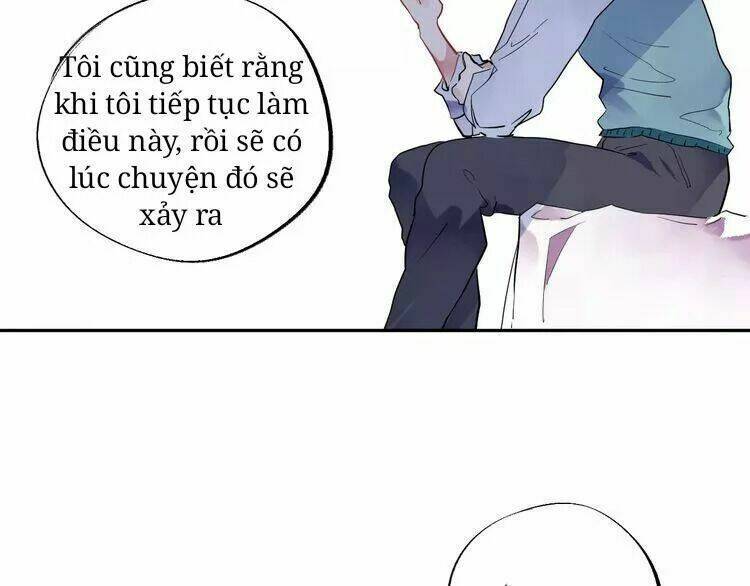 Tôi cũng biết rằng
khi tôi tiếp tục làm
điều này, rồi sẽ có
lúc chuyện đó sẽ
xảy ra